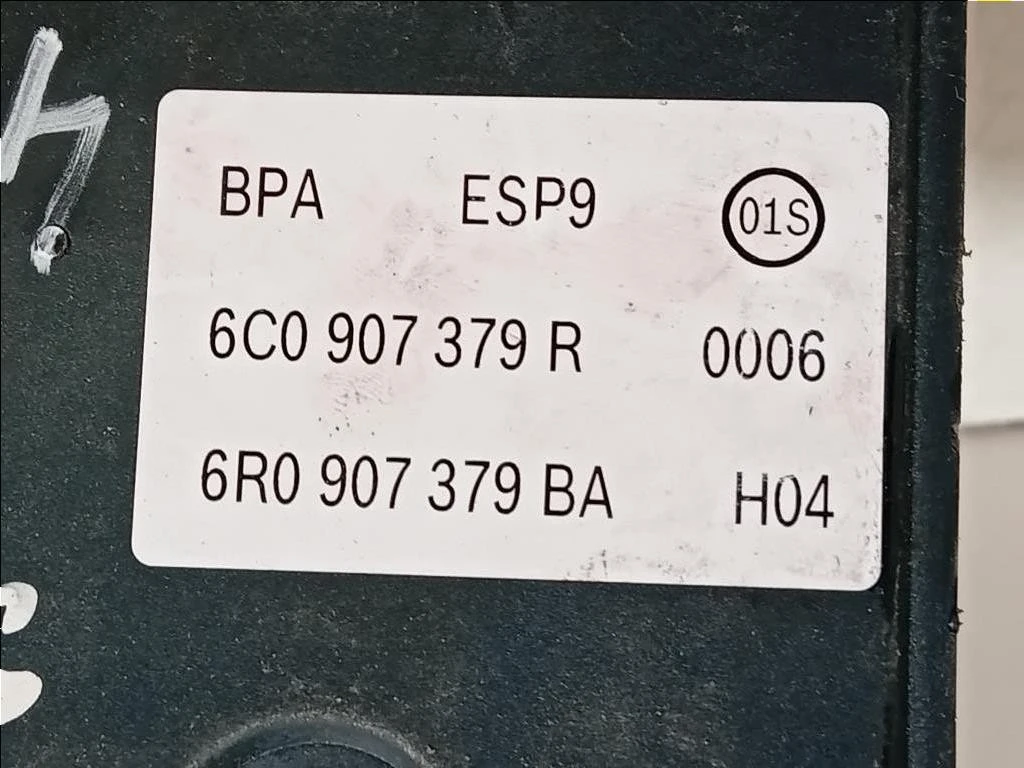 BPA ESP9 01S
6C0 907 379 R 0006
6R0 907 379 BA H04